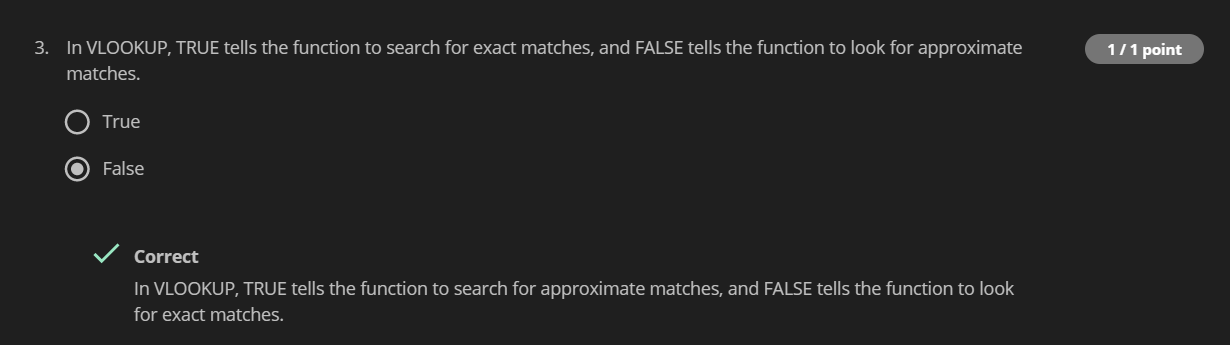 3. In VLOOKUP, TRUE tells the function to search for exact matches, and FALSE tells the function to look for approximate
matches.
1 / 1 point
True
False
Correct
In VLOOKUP, TRUE tells the function to search for approximate matches, and FALSE tells the function to look
for exact matches.